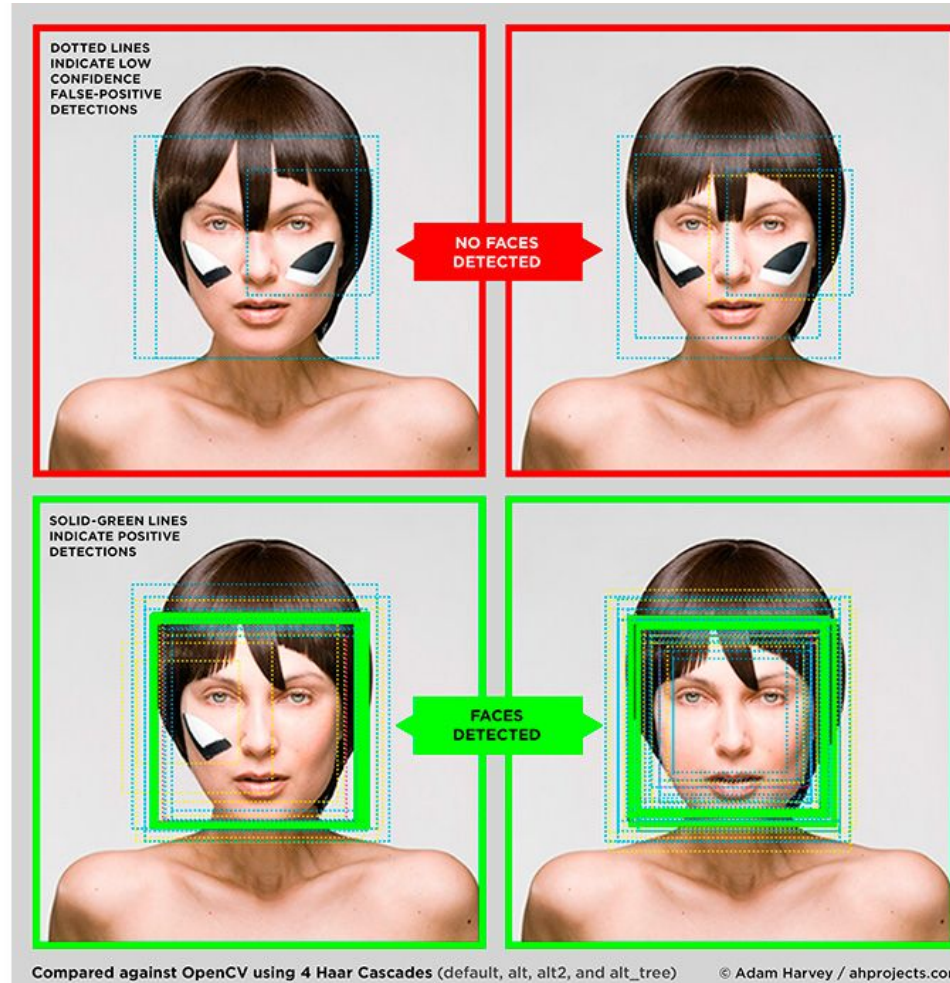 DOTTED LINES
INDICATE LOW
CONFIDENCE
FALSE-POSITIVE
DETECTIONS
NO FACES
DETECTED
SOLID-GREEN LINES
INDICATE POSITIVE
DETECTIONS
FACES
DETECTED
Compared against OpenCV using 4 Haar Cascades (default, alt, alt2, and alt_tree) © Adam Harvey / ahprojects.com